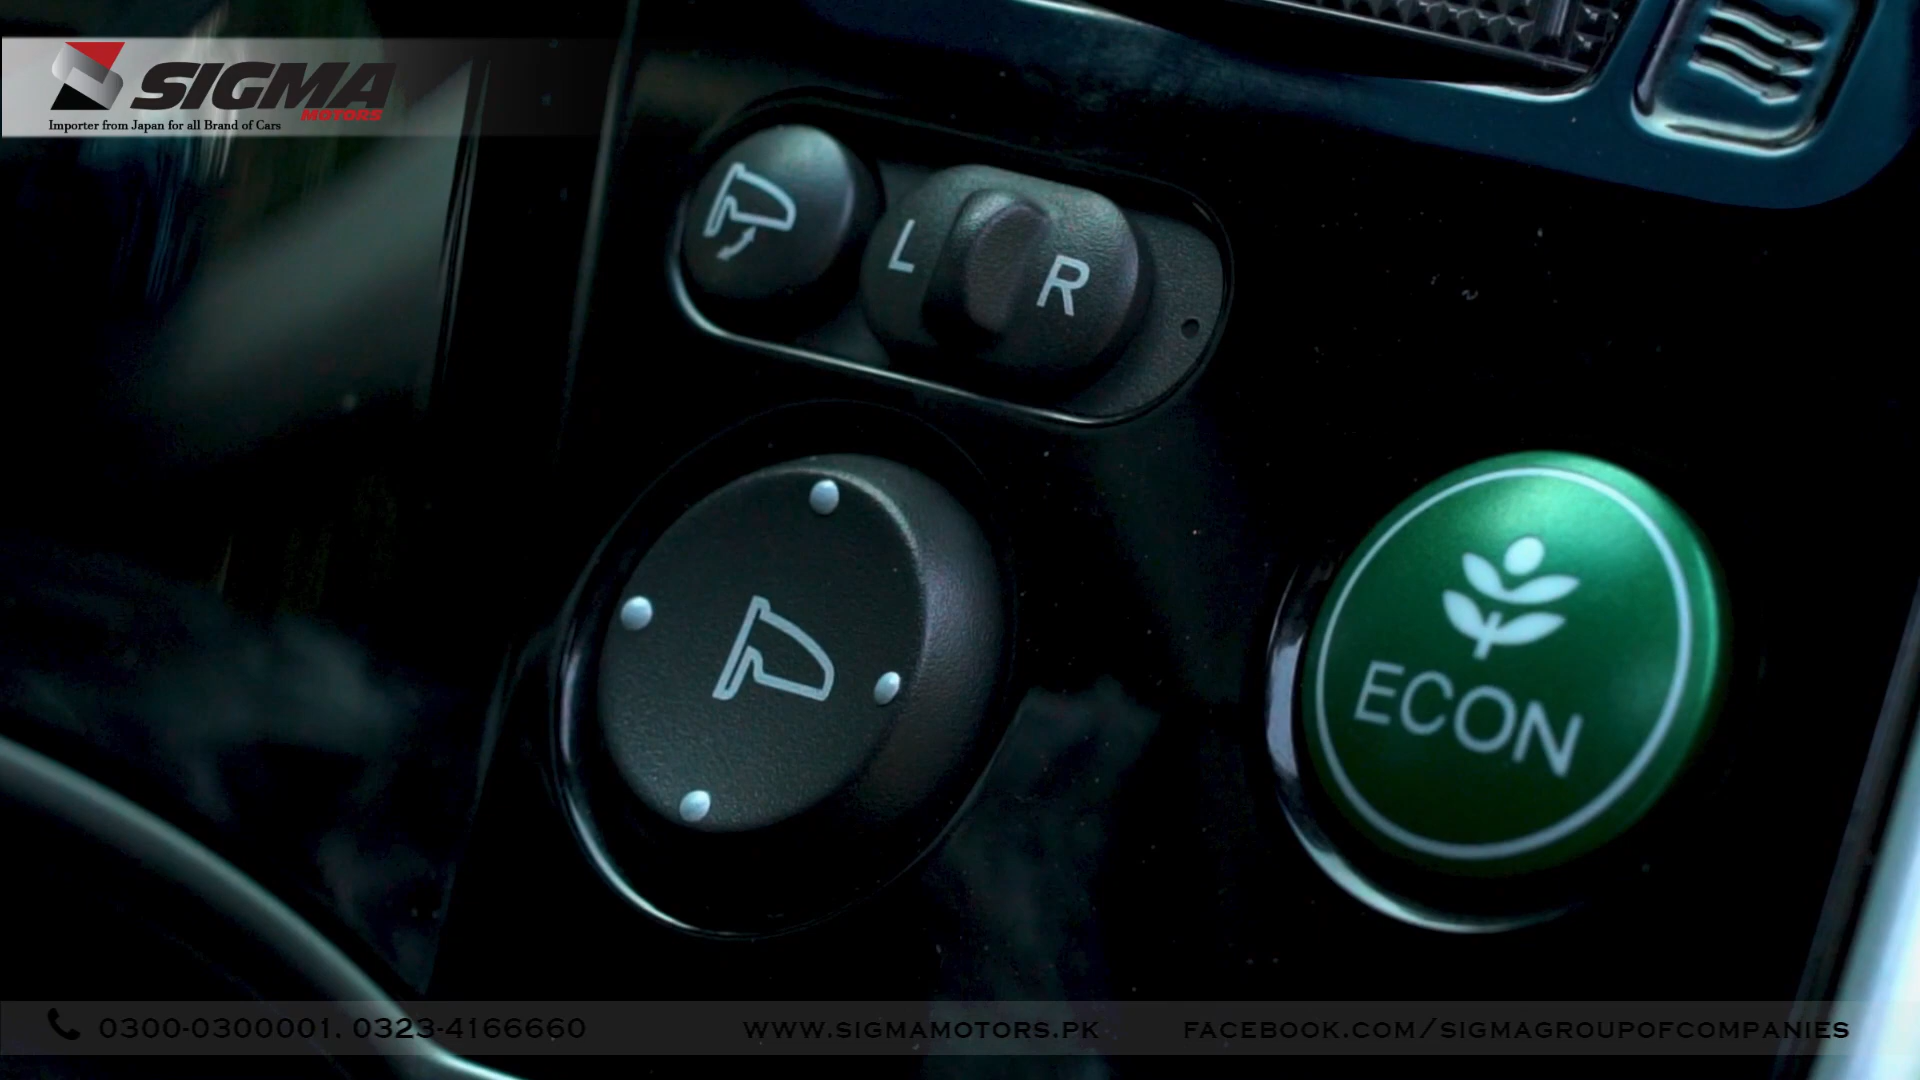 SIGMA
MOTORS
Importer from Japan for all Brand of Cars
L R
ECON
0300-0300001, 0323-4166660 WWW.SIGMAMOTORS.PK FACEBOOK.COM/SIGMAGROUPOFCOMPANIES